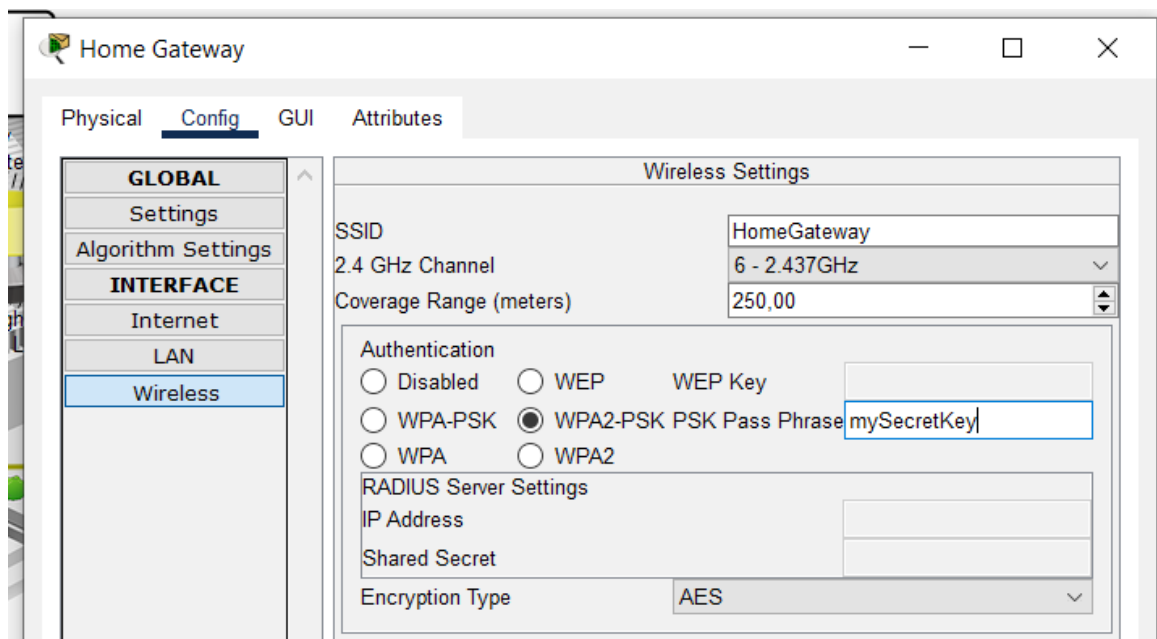 Home Gateway
Physical Config GUI Attributes
GLOBAL
Settings
Algorithm Settings
INTERFACE
Internet
LAN
Wireless
Wireless Settings
SSID HomeGateway
2.4 GHz Channel 6 - 2.437GHz
Coverage Range (meters) 250,00
Authentication
Disabled WEP WEP Key
WPA-PSK WPA2-PSK PSK Pass Phrase mySecretKey
WPA WPA2
RADIUS Server Settings
IP Address
Shared Secret
Encryption Type AES